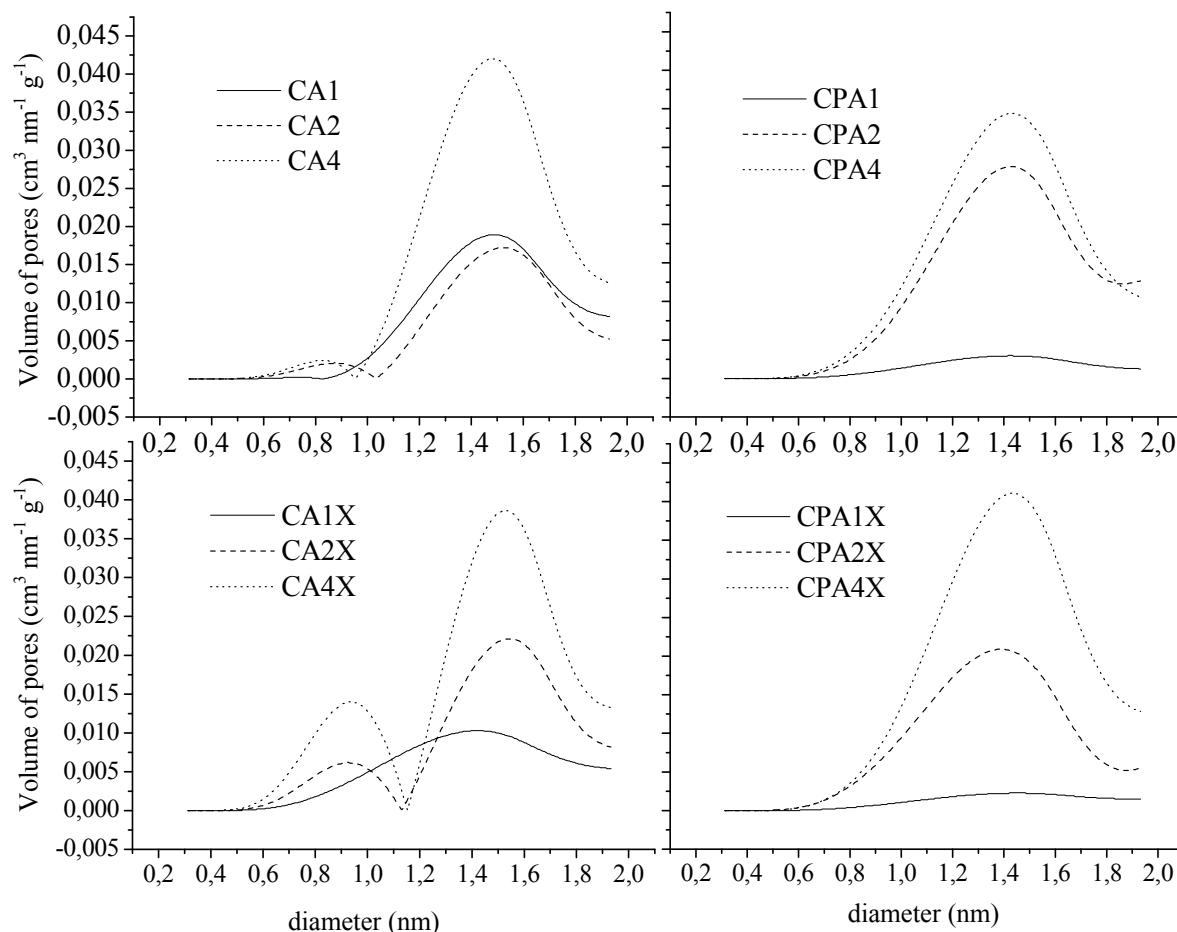 0,045
0,040
0,035
0,030
0,025
0,020
0,015
0,010
0,005
0,000
-0,005
Volume of pores (cm³ nm⁻¹ g⁻¹)
CA1
CA2
CA4
0,2 0,4 0,6 0,8 1,0 1,2 1,4 1,6 1,8 2,0
CPA1
CPA2
CPA4
0,2 0,4 0,6 0,8 1,0 1,2 1,4 1,6 1,8 2,0
0,045
0,040
0,035
0,030
0,025
0,020
0,015
0,010
0,005
0,000
-0,005
Volume of pores (cm³ nm⁻¹ g⁻¹)
CA1X
CA2X
CA4X
0,2 0,4 0,6 0,8 1,0 1,2 1,4 1,6 1,8 2,0
diameter (nm)
CPA1X
CPA2X
CPA4X
0,2 0,4 0,6 0,8 1,0 1,2 1,4 1,6 1,8 2,0
diameter (nm)